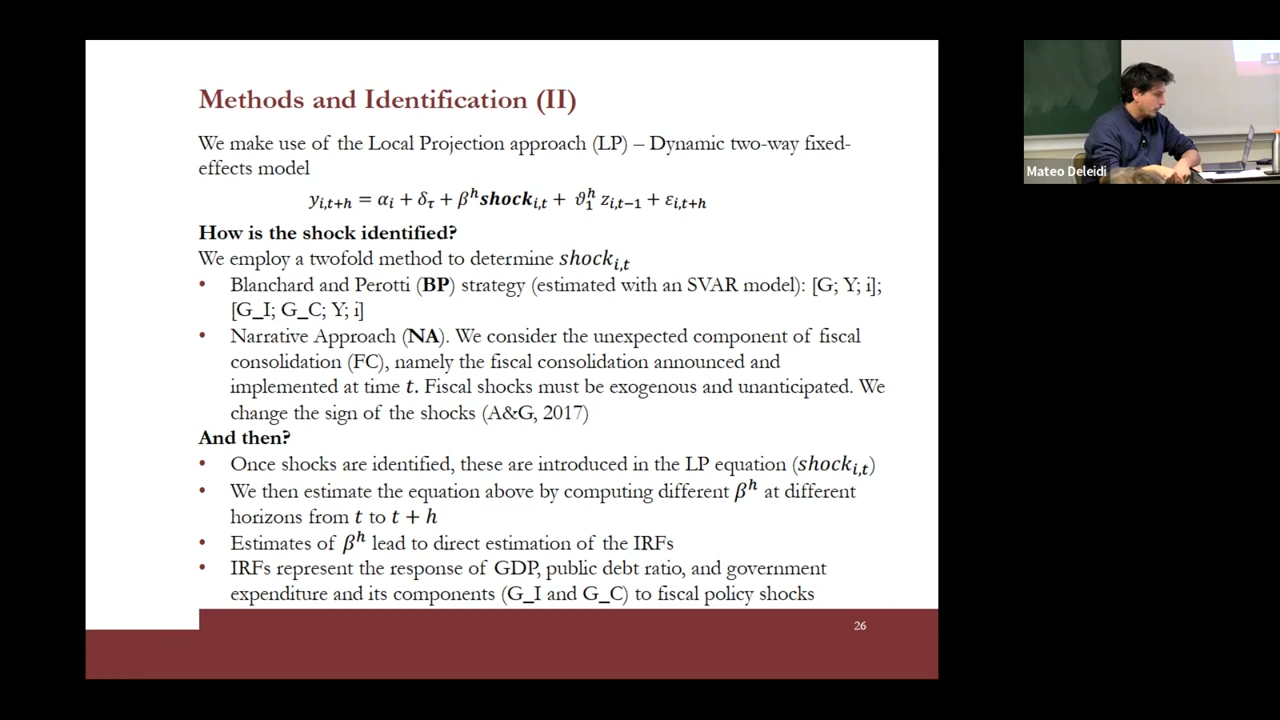 Methods and Identification (II)
We make use of the Local Projection approach (LP) – Dynamic two-way fixed-
effects model
y_{i,t+h} = α_i + δ_τ + β^h shock_{i,t} + ϑ_1^h z_{i,t−1} + ε_{i,t+h}
How is the shock identified?
We employ a twofold method to determine shock_{i,t}
• Blanchard and Perotti (BP) strategy (estimated with an SVAR model): [G; Y; i];
[G_I; G_C; Y; i]
• Narrative Approach (NA). We consider the unexpected component of fiscal
consolidation (FC), namely the fiscal consolidation announced and
implemented at time t. Fiscal shocks must be exogenous and unanticipated. We
change the sign of the shocks (A&G, 2017)
And then?
• Once shocks are identified, these are introduced in the LP equation (shock_{i,t})
• We then estimate the equation above by computing different β^h at different
horizons from t to t + h
• Estimates of β^h lead to direct estimation of the IRFs
• IRFs represent the response of GDP, public debt ratio, and government
expenditure and its components (G_I and G_C) to fiscal policy shocks
26
Mateo Deleidi